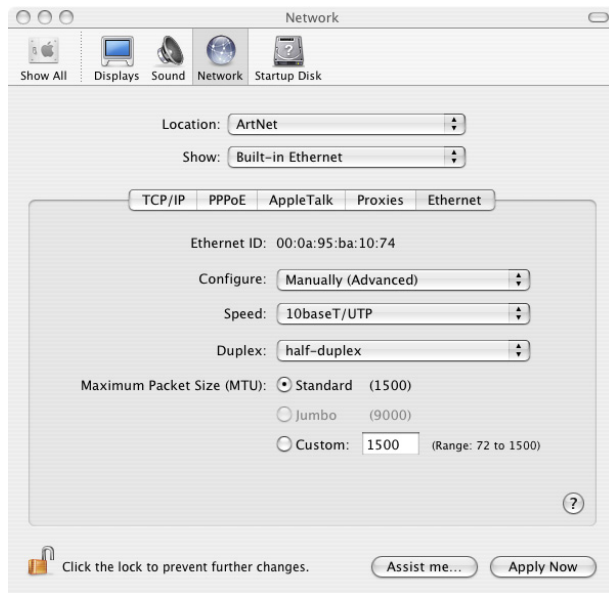 Network
Show All Displays Sound Network Startup Disk
Location: ArtNet
Show: Built-in Ethernet
TCP/IP PPPoE AppleTalk Proxies Ethernet
Ethernet ID: 00:0a:95:ba:10:74
Configure: Manually (Advanced)
Speed: 10baseT/UTP
Duplex: half-duplex
Maximum Packet Size (MTU): Standard (1500)
Jumbo (9000)
Custom: 1500 (Range: 72 to 1500)
?
Click the lock to prevent further changes. Assist me... Apply Now